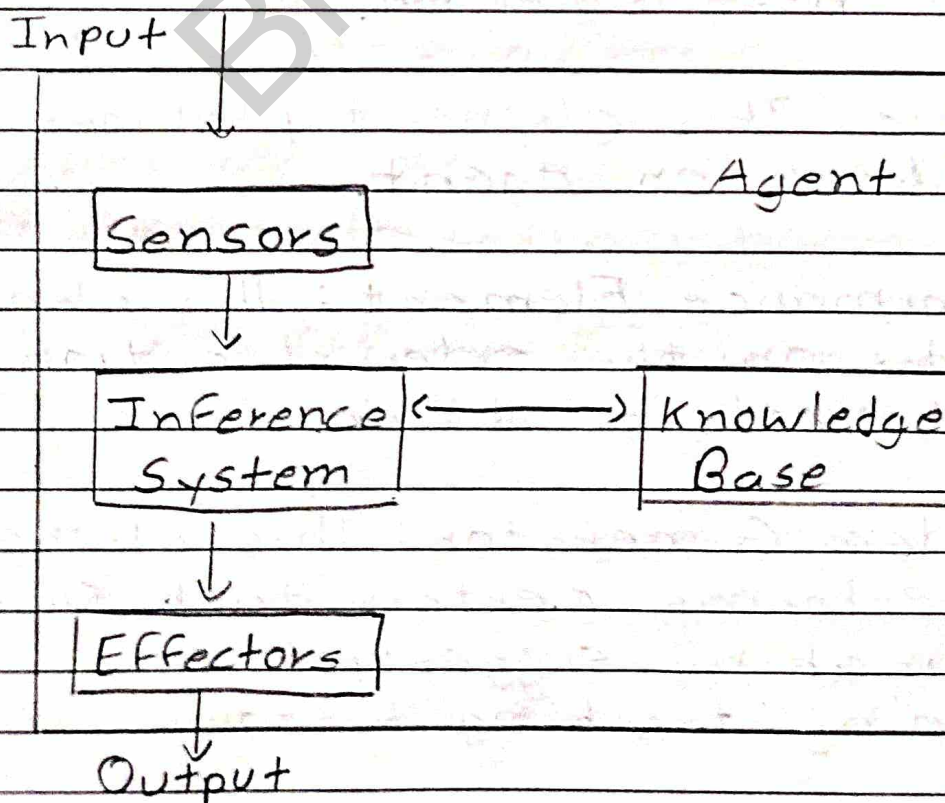 Input
Agent
Sensors
Inference
System
Knowledge
Base
Effectors
Output